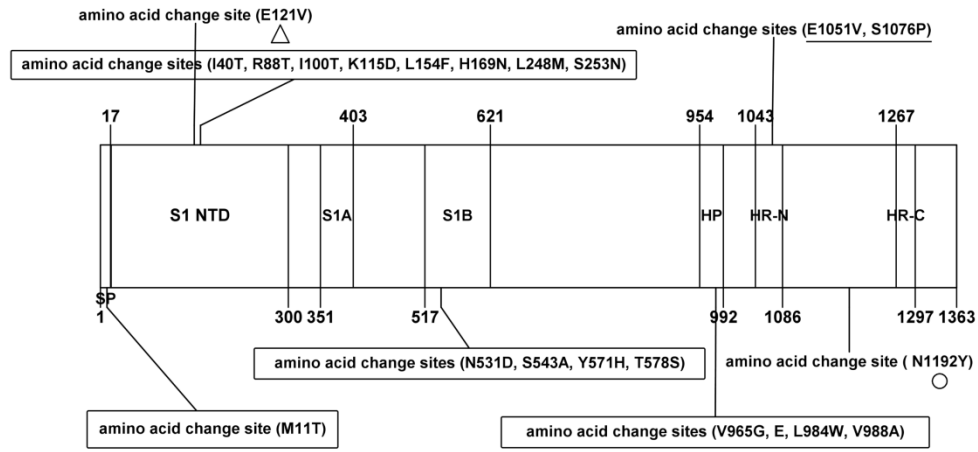 amino acid change site (E121V)
amino acid change sites (E1051V, S1076P)
amino acid change sites (I40T, R88T, I100T, K115D, L154F, H169N, L248M, S253N)
17 403 621 954 1043 1267
S1 NTD S1A S1B HP HR-N HR-C
SP
1 300 351 517 992 1086 1297 1363
amino acid change sites (N531D, S543A, Y571H, T578S)
amino acid change site ( N1192Y)
amino acid change site (M11T)
amino acid change sites (V965G, E, L984W, V988A)